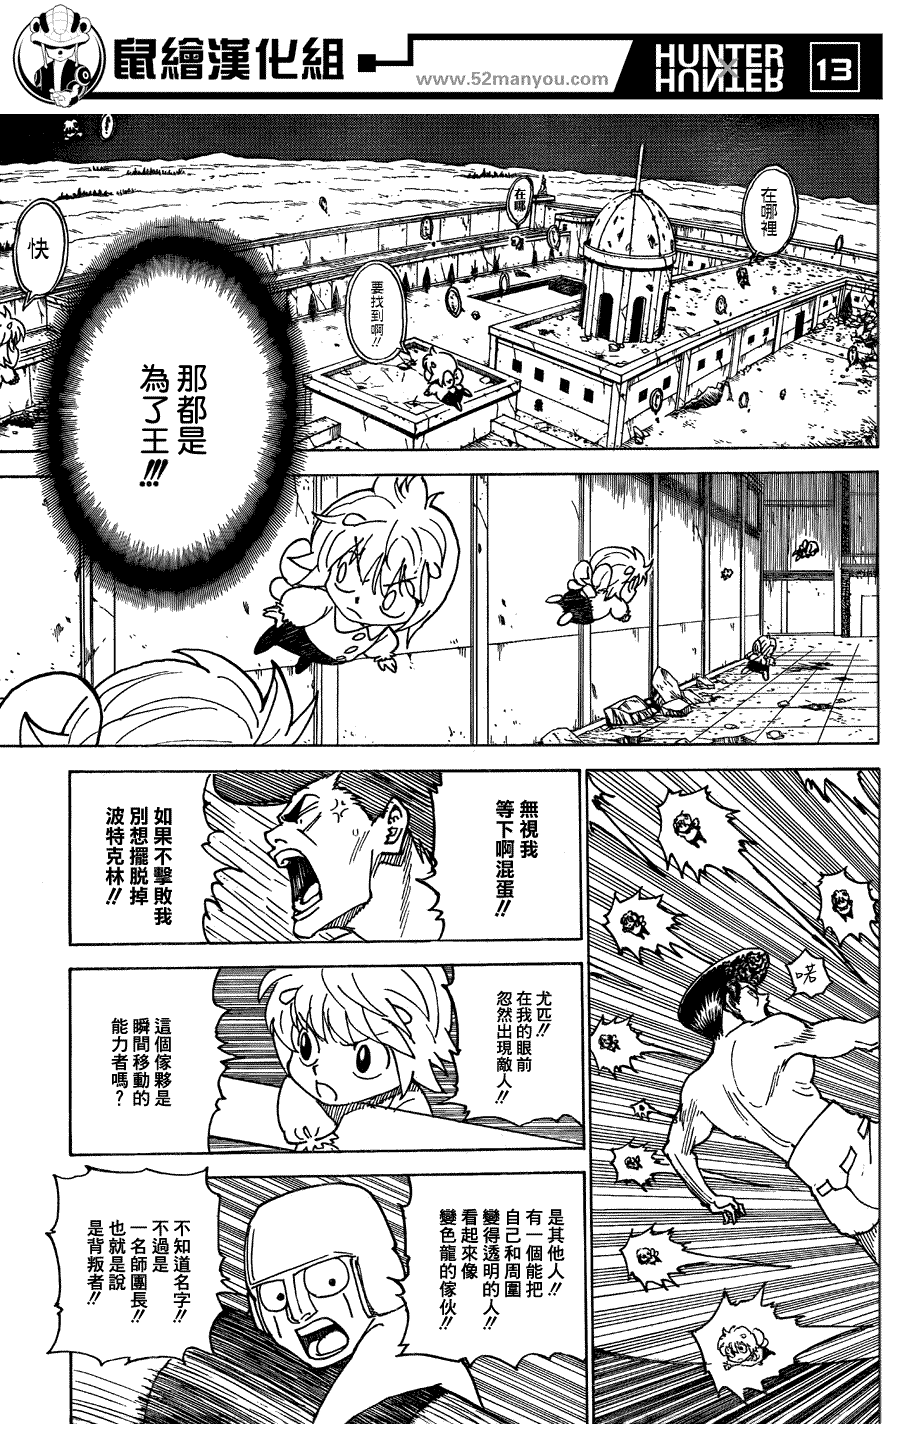 鼠繪漢化組
www.52manyou.com
HUNTER
X
HUNTER
13
在哪裡
在哪
要找到啊!!
快
那都是
為了王!!!
喏
無視我
等下啊混蛋!!
如果不擊敗我
別想擺脱掉
波特克林!!
尤匹!!
在我的眼前
忽然出現敵人!!
這個傢夥是
瞬間移動的
能力者嗎?
是其他人!!
有一個能把
自己和周圍
變得透明的人!!
看起來像
變色龍的傢伙!!
不知道名字!!
不過是
一名師團長!!
也就是說
是背叛者!!